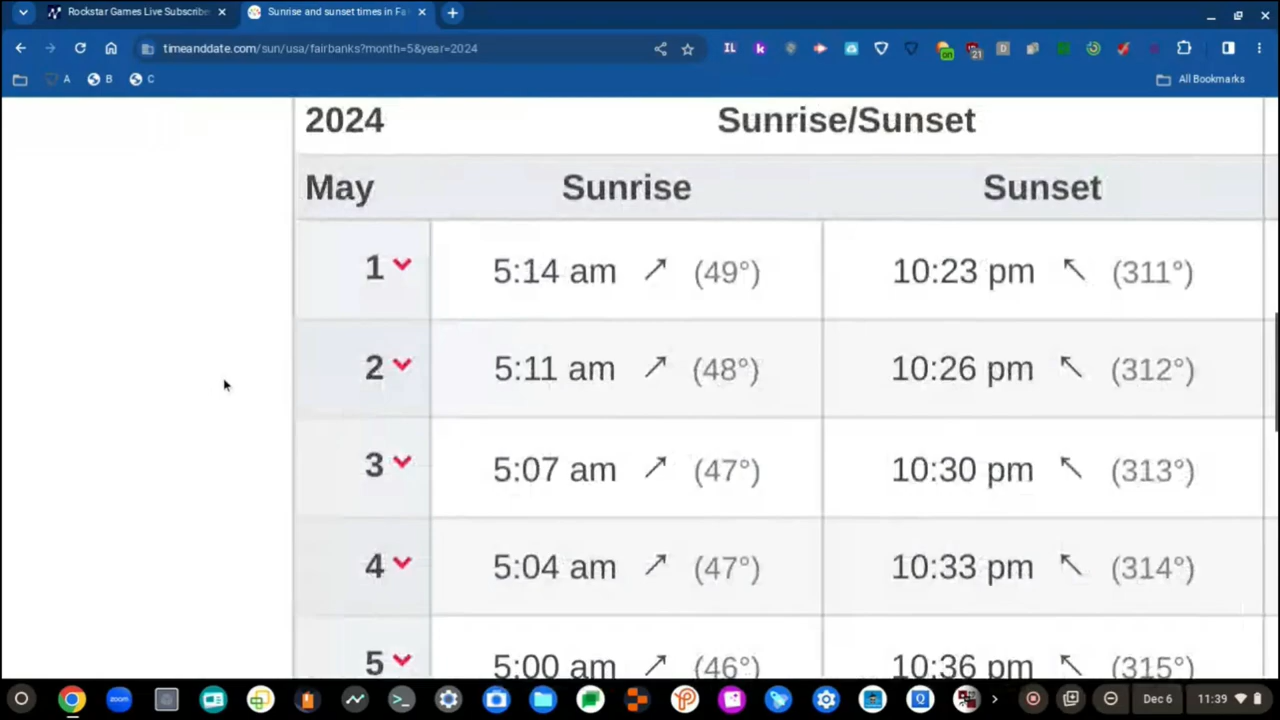 Rockstar Games Live Subscribe
Sunrise and sunset times in Fa
timeanddate.com/sun/usa/fairbanks?month=5&year=2024
IL k on 21 D
A B C All Bookmarks
2024 Sunrise/Sunset
May Sunrise Sunset
1 5:14 am ↗ (49°) 10:23 pm ↖ (311°)
2 5:11 am ↗ (48°) 10:26 pm ↖ (312°)
3 5:07 am ↗ (47°) 10:30 pm ↖ (313°)
4 5:04 am ↗ (47°) 10:33 pm ↖ (314°)
5 5:00 am ↗ (46°) 10:36 pm ↖ (315°)
zoom Q Dec 6 11:39